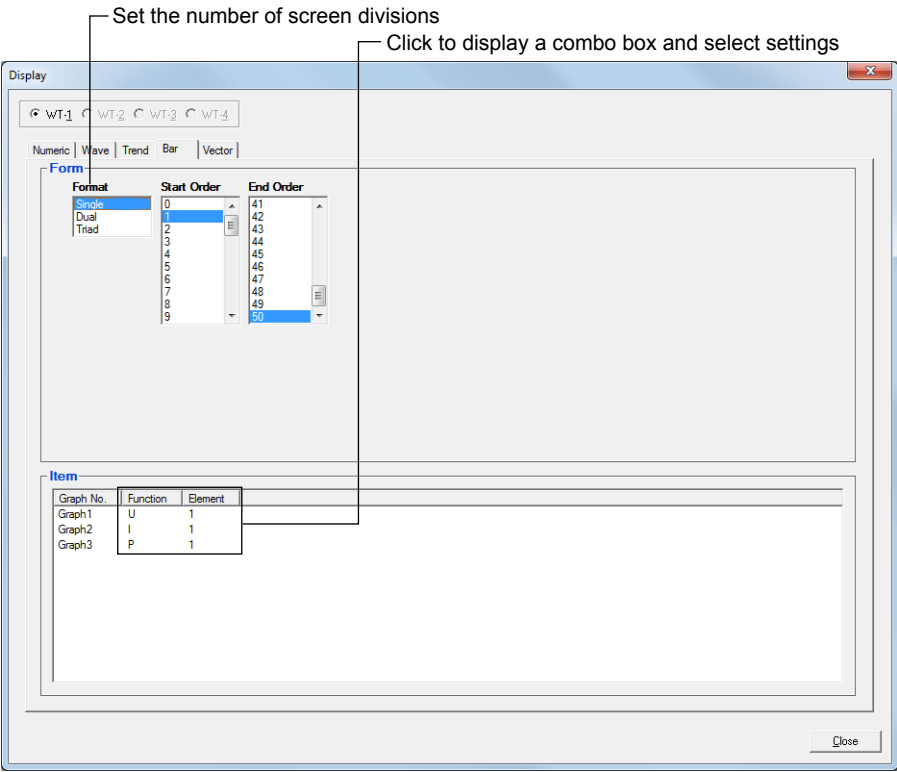 Set the number of screen divisions
Click to display a combo box and select settings
Display
WT-1 WT-2 WT-3 WT-4
Numeric Wave Trend Bar Vector
Form
Format Start Order End Order
Single 0 41
Dual 1 42
Triad 2 43
3 44
4 45
5 46
6 47
7 48
8 49
9 50
Item
Graph No. Function Element
Graph1 U 1
Graph2 I 1
Graph3 P 1
Close